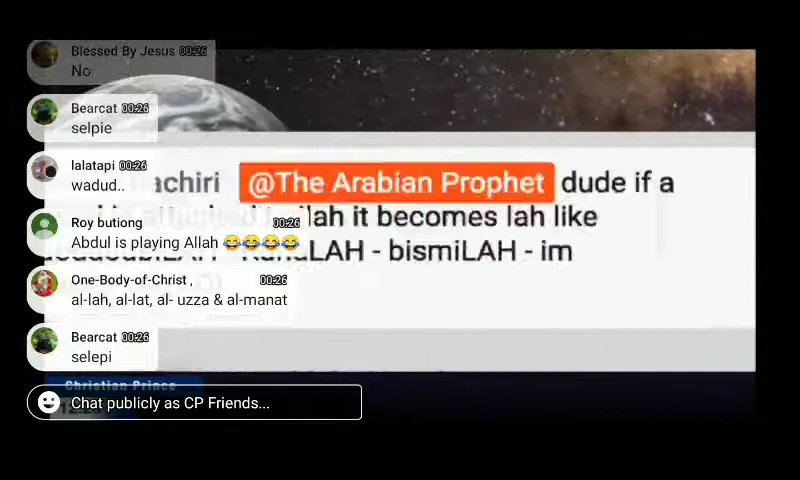 Blessed By Jesus 00:26
No
Bearcat 00:26
selpie
lalatapi 00:26
wadud..
Roy butiong 00:26
Abdul is playing Allah 😂😂😂😂
One-Body-of-Christ , 00:26
al-lah, al-lat, al- uzza & al-manat
Bearcat 00:26
selepi
Chat publicly as CP Friends...
achiri @The Arabian Prophet dude if a
it becomes lah like
LAH - bismiLAH - im
Christian Prince